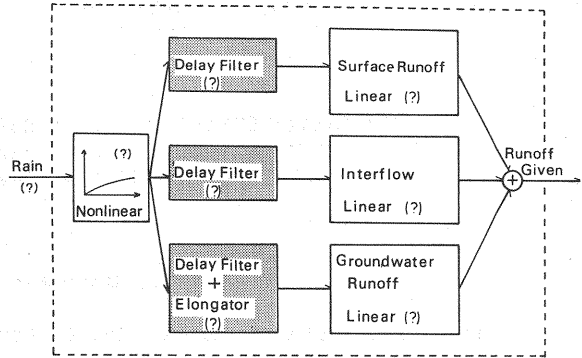 Rain
(?)
(?)
Nonlinear
Delay Filter
(?)
Delay Filter
(?)
Delay Filter
+
Elongator
(?)
Surface Runoff
Linear (?)
Interflow
Linear (?)
Groundwater
Runoff
Linear (?)
Runoff
Given
+